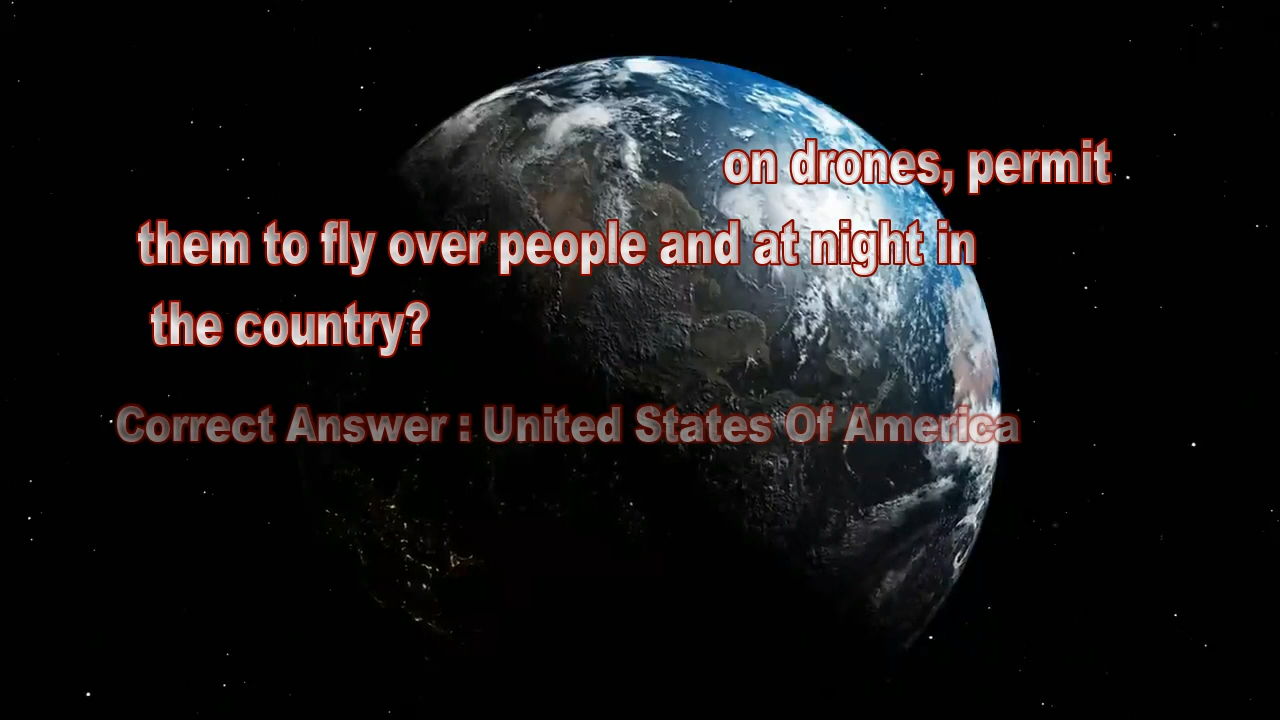 on drones, permit
them to fly over people and at night in
the country?
Correct Answer : United States Of America